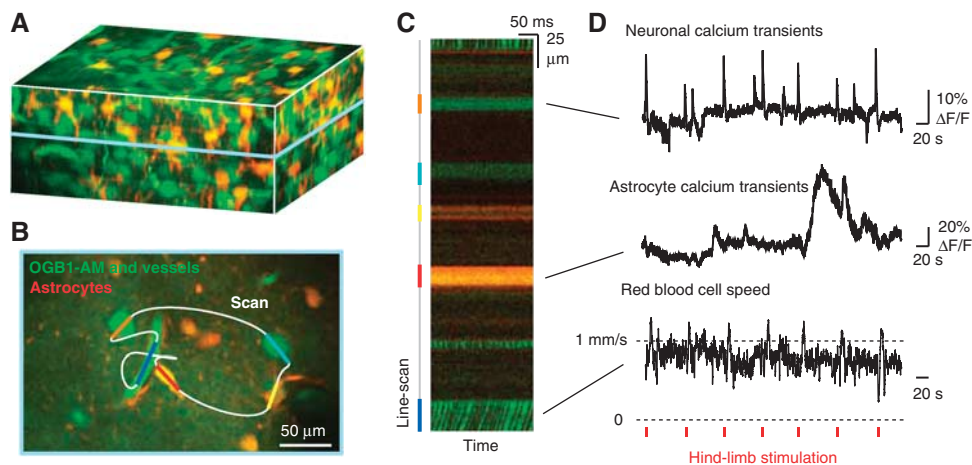 A
B
OGB1-AM and vessels
Astrocytes
Scan
50 μm
C
50 ms
25
μm
Line-scan
Time
D
Neuronal calcium transients
10%
ΔF/F
20 s
Astrocyte calcium transients
20%
ΔF/F
20 s
Red blood cell speed
1 mm/s
20 s
0
Hind-limb stimulation